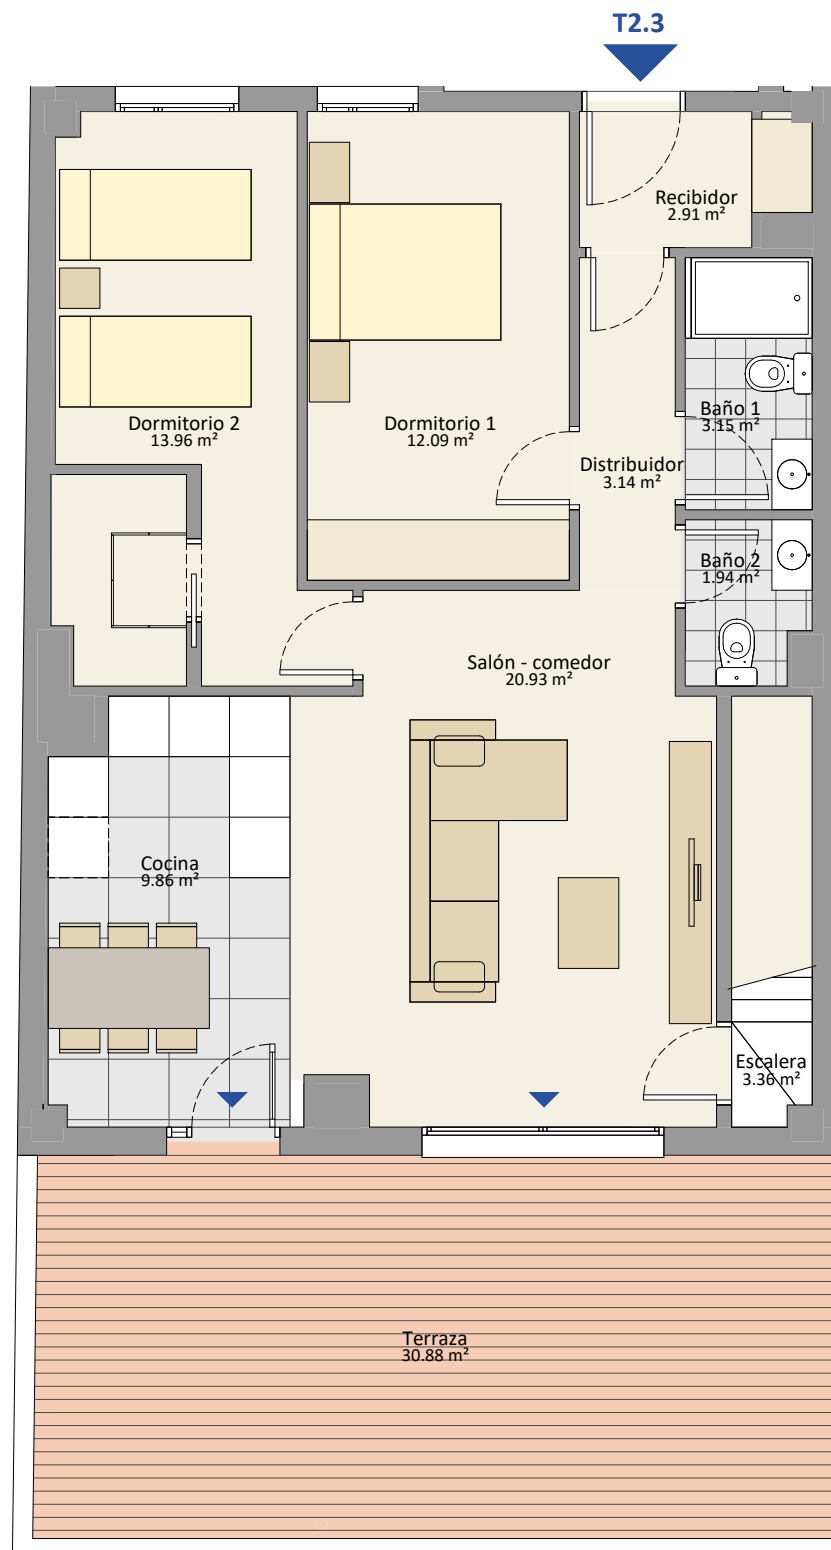 T2.3
Recibidor
2.91 m²
Dormitorio 2
13.96 m²
Dormitorio 1
12.09 m²
Baño 1
3.15 m²
Distribuidor
3.14 m²
Baño 2
1.94 m²
Salón - comedor
20.93 m²
Cocina
9.86 m²
Escalera
3.36 m²
Terraza
30.88 m²